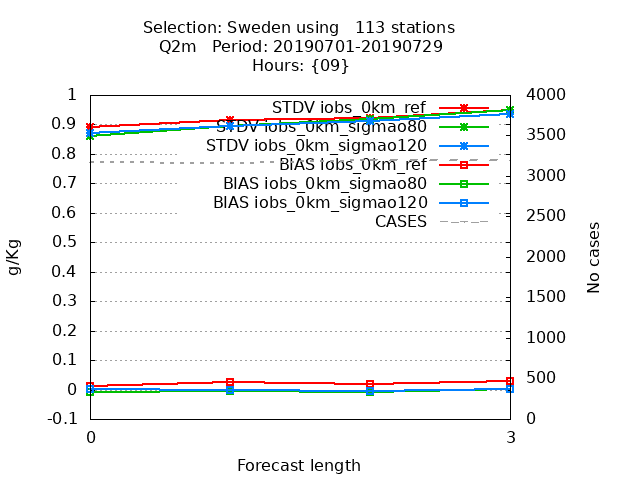 Selection: Sweden using   113 stations
Q2m   Period: 20190701-20190729
Hours: {09}
1
0.9
0.8
0.7
0.6
0.5
0.4
0.3
0.2
0.1
0
-0.1
g/Kg
STDV iobs_0km_ref
STDV iobs_0km_sigmao80
STDV iobs_0km_sigmao120
BIAS iobs_0km_ref
BIAS iobs_0km_sigmao80
BIAS iobs_0km_sigmao120
CASES
4000
3500
3000
2500
2000
1500
1000
500
0
No cases
0
3
Forecast length